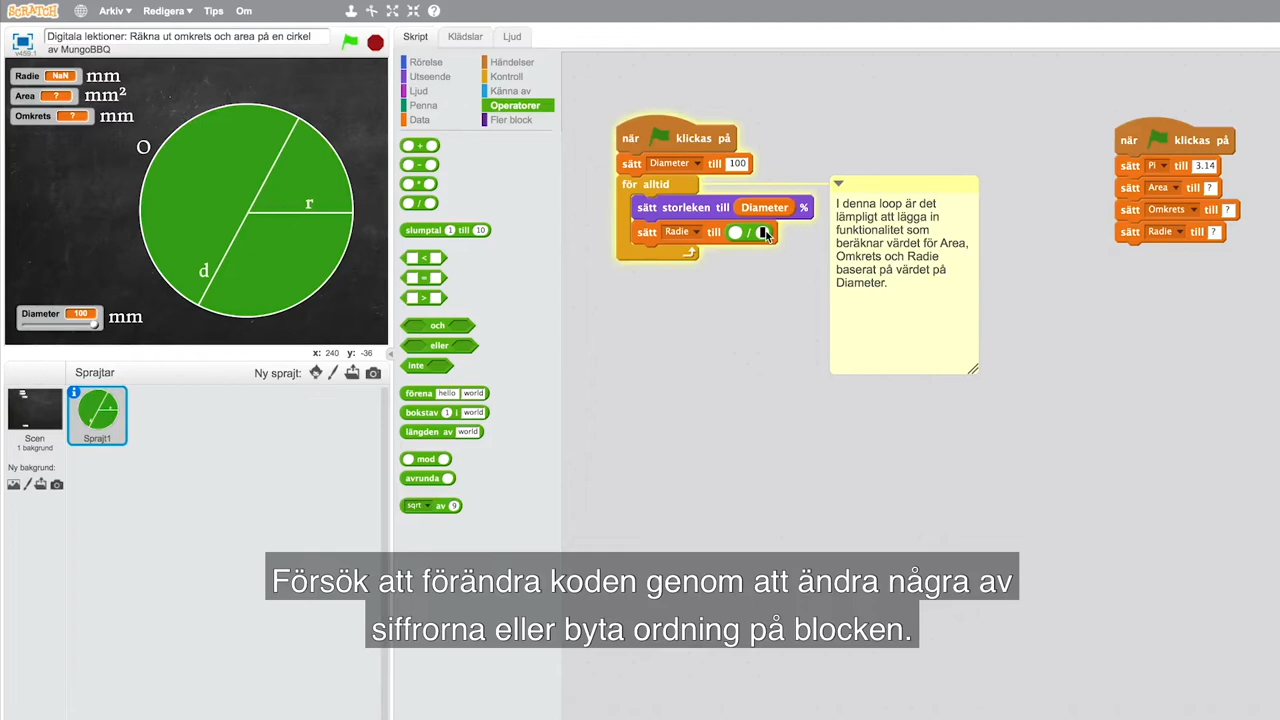 SCRATCH
Arkiv Redigera Tips Om
v459.1
Digitala lektioner: Räkna ut omkrets och area på en cirkel
av MungoBBQ
Radie NaN mm
Area ? mm²
Omkrets ? mm
O
r
d
Diameter 100 mm
x: 240 y: -36
Sprajtar
Ny sprajt:
Scen
1 bakgrund
Sprajt1
Ny bakgrund:
Skript Klädslar Ljud
Rörelse Händelser
Utseende Kontroll
Ljud Känna av
Penna Operatorer
Data Fler block
+
-
*
/
slumptal 1 till 10
<
=
>
och
eller
inte
förena hello world
bokstav 1 i world
längden av world
mod
avrunda
sqrt av 9
när klickas på
sätt Diameter till 100
för alltid
sätt storleken till Diameter %
sätt Radie till /
I denna loop är det
lämpligt att lägga in
funktionalitet som
beräknar värdet för Area,
Omkrets och Radie
baserat på värdet på
Diameter.
när klickas på
sätt Pi till 3.14
sätt Area till ?
sätt Omkrets till ?
sätt Radie till ?
Försök att förändra koden genom att ändra några av
siffrorna eller byta ordning på blocken.